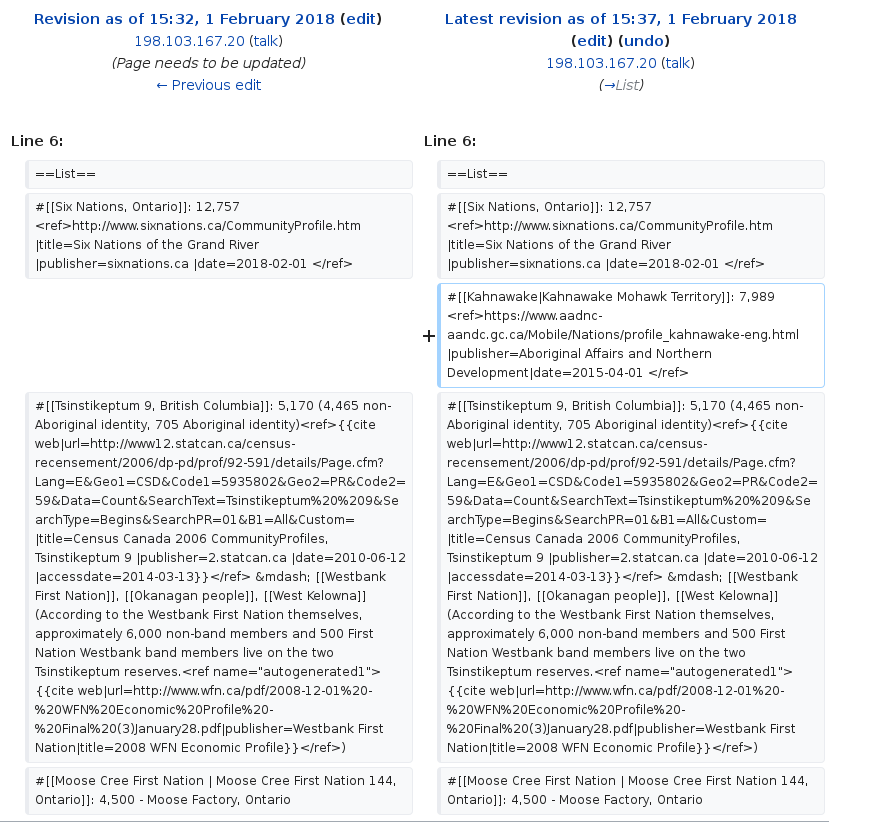 Revision as of 15:32, 1 February 2018 (edit)
198.103.167.20 (talk)
(Page needs to be updated)
← Previous edit
Latest revision as of 15:37, 1 February 2018
(edit) (undo)
198.103.167.20 (talk)
(→List)
Line 6:
Line 6:
==List==
==List==
#[[Six Nations, Ontario]]: 12,757
<ref>http://www.sixnations.ca/CommunityProfile.htm
|title=Six Nations of the Grand River
|publisher=sixnations.ca |date=2018-02-01 </ref>
#[[Six Nations, Ontario]]: 12,757
<ref>http://www.sixnations.ca/CommunityProfile.htm
|title=Six Nations of the Grand River
|publisher=sixnations.ca |date=2018-02-01 </ref>
+
#[[Kahnawake|Kahnawake Mohawk Territory]]: 7,989
<ref>https://www.aadnc-
aandc.gc.ca/Mobile/Nations/profile_kahnawake-eng.html
|publisher=Aboriginal Affairs and Northern
Development|date=2015-04-01 </ref>
#[[Tsinstikeptum 9, British Columbia]]: 5,170 (4,465 non-
Aboriginal identity, 705 Aboriginal identity)<ref>{{cite
web|url=http://www12.statcan.ca/census-
recensement/2006/dp-pd/prof/92-591/details/Page.cfm?
Lang=E&Geo1=CSD&Code1=5935802&Geo2=PR&Code2=
59&Data=Count&SearchText=Tsinstikeptum%20%209&Se
archType=Begins&SearchPR=01&B1=All&Custom=
|title=Census Canada 2006 CommunityProfiles,
Tsinstikeptum 9 |publisher=2.statcan.ca |date=2010-06-12
|accessdate=2014-03-13}}</ref> &mdash; [[Westbank
First Nation]], [[Okanagan people]], [[West Kelowna]]
(According to the Westbank First Nation themselves,
approximately 6,000 non-band members and 500 First
Nation Westbank band members live on the two
Tsinstikeptum reserves.<ref name="autogenerated1">
{{cite web|url=http://www.wfn.ca/pdf/2008-12-01%20-
%20WFN%20Economic%20Profile%20-
%20Final%20(3)January28.pdf|publisher=Westbank First
Nation|title=2008 WFN Economic Profile}}</ref>)
#[[Tsinstikeptum 9, British Columbia]]: 5,170 (4,465 non-
Aboriginal identity, 705 Aboriginal identity)<ref>{{cite
web|url=http://www12.statcan.ca/census-
recensement/2006/dp-pd/prof/92-591/details/Page.cfm?
Lang=E&Geo1=CSD&Code1=5935802&Geo2=PR&Code2=
59&Data=Count&SearchText=Tsinstikeptum%20%209&Se
archType=Begins&SearchPR=01&B1=All&Custom=
|title=Census Canada 2006 CommunityProfiles,
Tsinstikeptum 9 |publisher=2.statcan.ca |date=2010-06-12
|accessdate=2014-03-13}}</ref> &mdash; [[Westbank
First Nation]], [[Okanagan people]], [[West Kelowna]]
(According to the Westbank First Nation themselves,
approximately 6,000 non-band members and 500 First
Nation Westbank band members live on the two
Tsinstikeptum reserves.<ref name="autogenerated1">
{{cite web|url=http://www.wfn.ca/pdf/2008-12-01%20-
%20WFN%20Economic%20Profile%20-
%20Final%20(3)January28.pdf|publisher=Westbank First
Nation|title=2008 WFN Economic Profile}}</ref>)
#[[Moose Cree First Nation | Moose Cree First Nation 144,
Ontario]]: 4,500 - Moose Factory, Ontario
#[[Moose Cree First Nation | Moose Cree First Nation 144,
Ontario]]: 4,500 - Moose Factory, Ontario